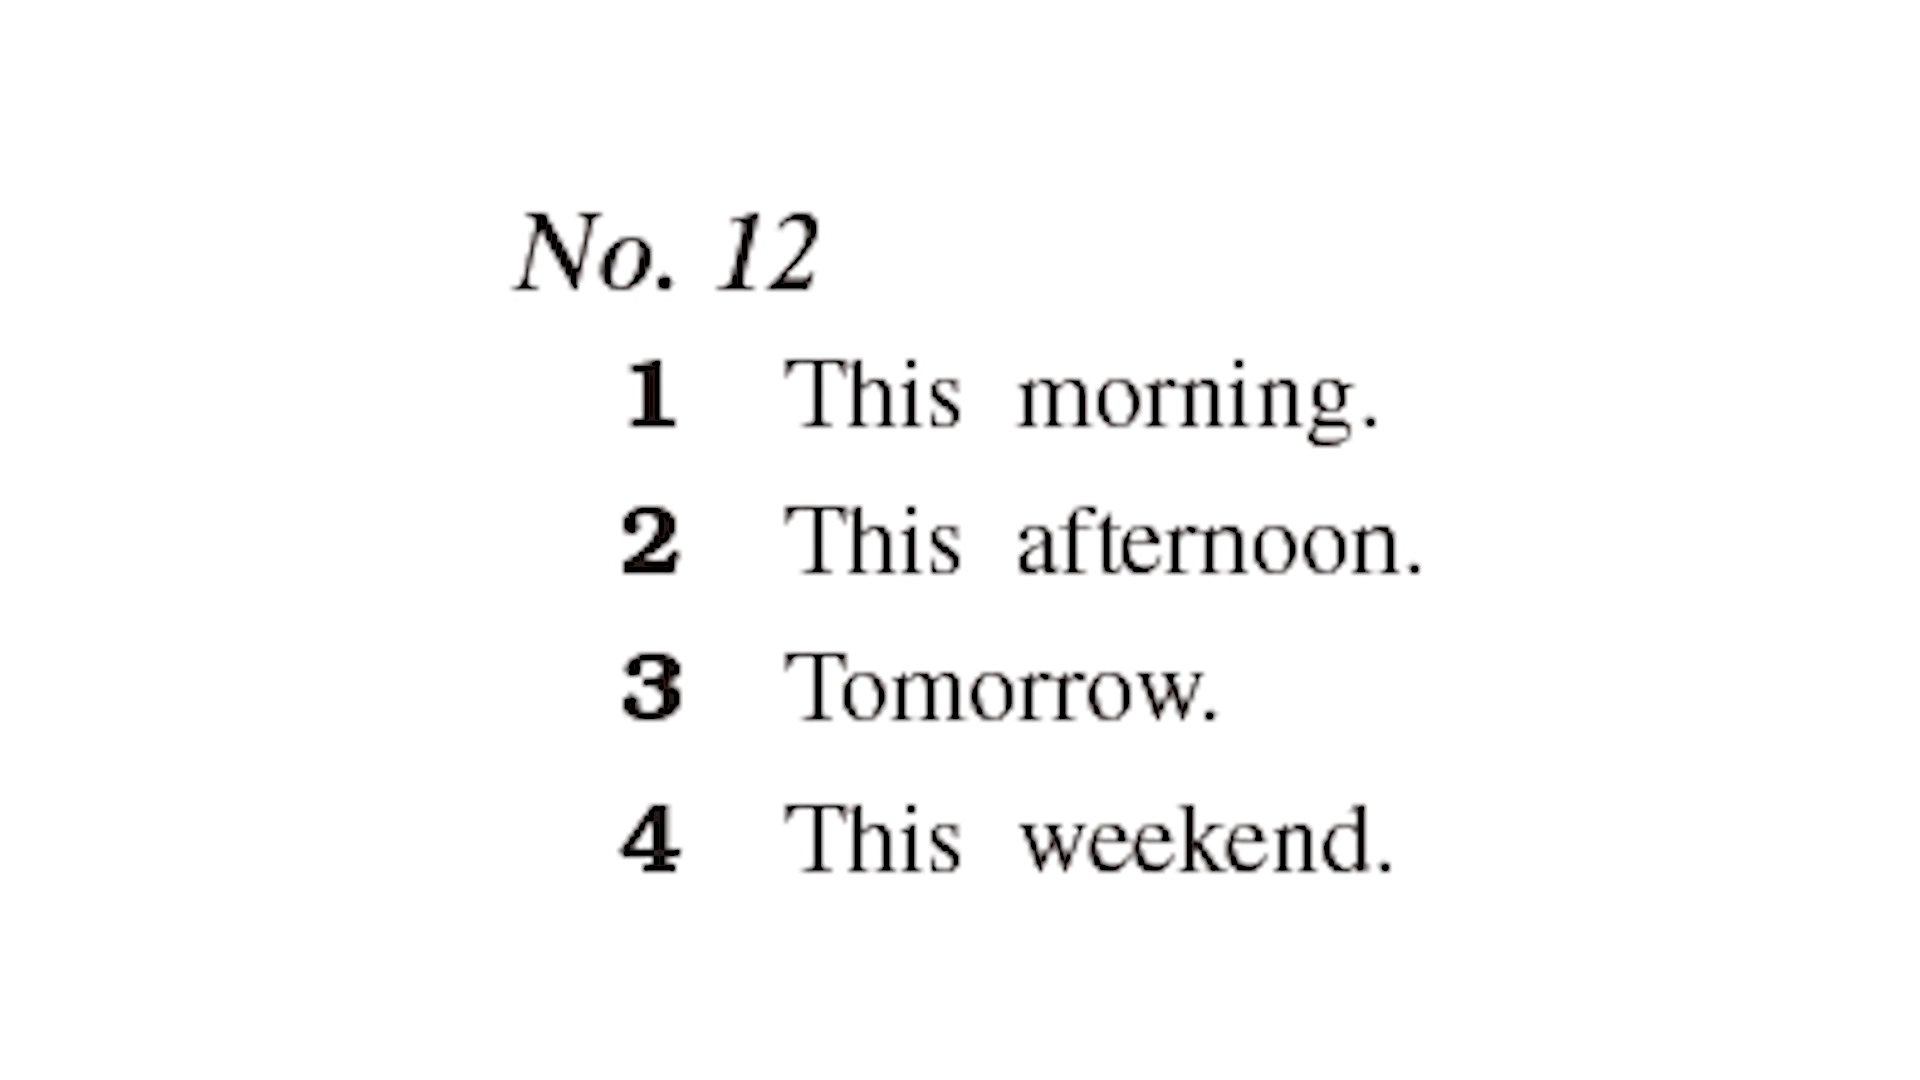 No. 12
1 This morning.
2 This afternoon.
3 Tomorrow.
4 This weekend.